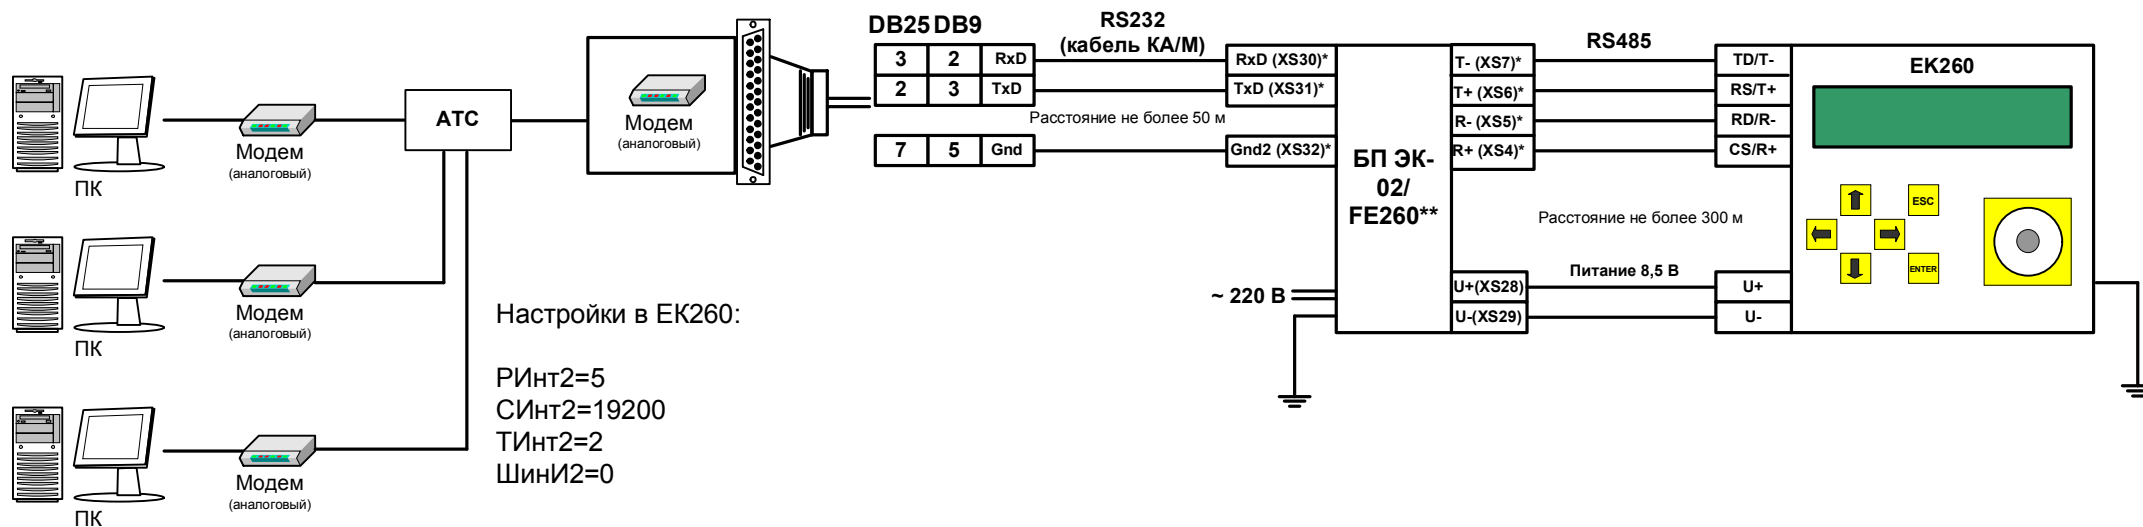 ПК
Модем
(аналоговый)
ПК
Модем
(аналоговый)
ПК
Модем
(аналоговый)
АТС
Модем
(аналоговый)
Настройки в ЕК260:
РИнт2=5
СИнт2=19200
ТИнт2=2
ШинИ2=0
DB25 DB9
3 2 RxD
2 3 TxD
7 5 Gnd
RS232
(кабель КА/М)
Расстояние не более 50 м
RxD (XS30)*
TxD (XS31)*
Gnd2 (XS32)*
~ 220 В
БП ЭК-
02/
FE260**
T- (XS7)*
T+ (XS6)*
R- (XS5)*
R+ (XS4)*
U+(XS28)
U-(XS29)
RS485
Расстояние не более 300 м
Питание 8,5 В
TD/T-
RS/T+
RD/R-
CS/R+
U+
U-
EK260
ESC
ENTER